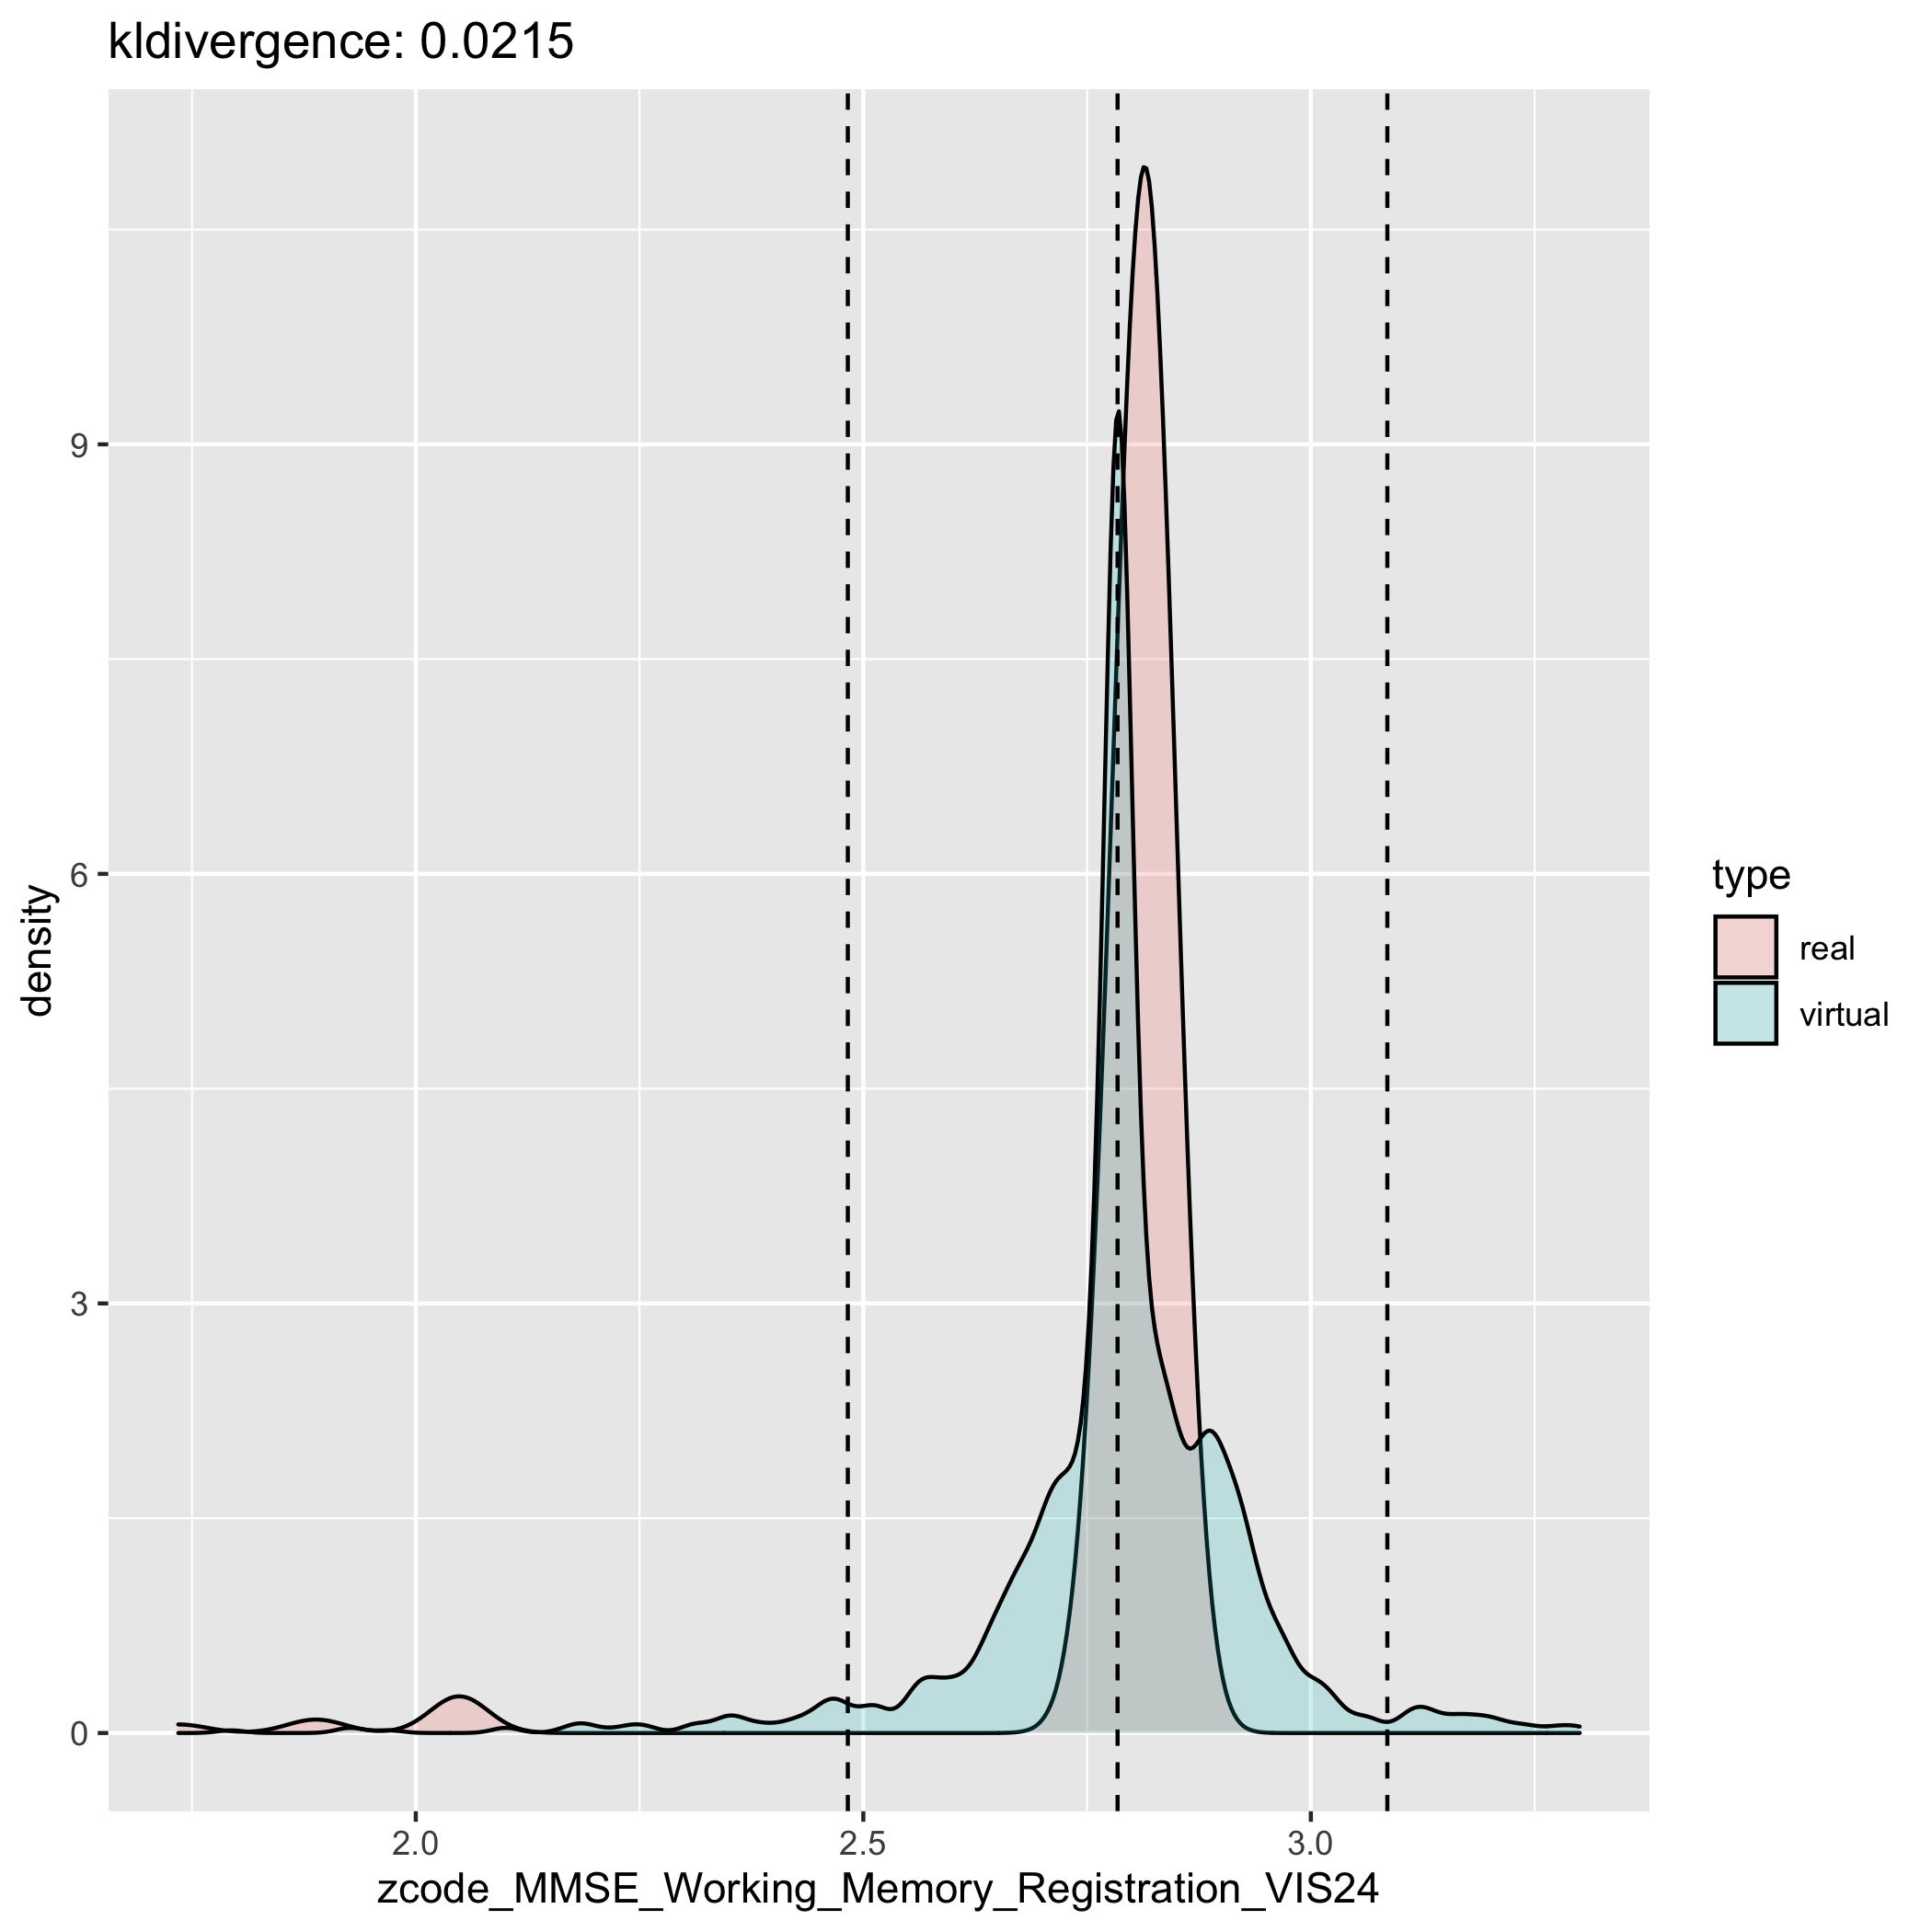 kldivergence: 0.0215
density
9
6
3
0
2.0 2.5 3.0
zcode_MMSE_Working_Memory_Registration_VIS24
type
real
virtual